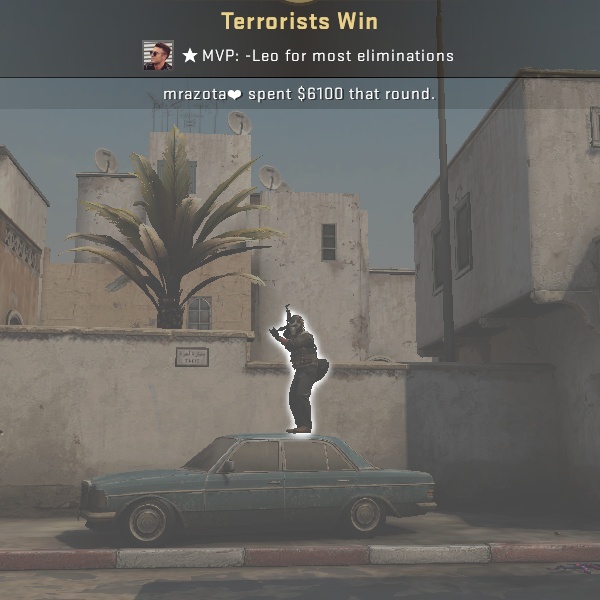 Terrorists Win
★ MVP: -Leo for most eliminations
mrazota❤ spent $6100 that round.